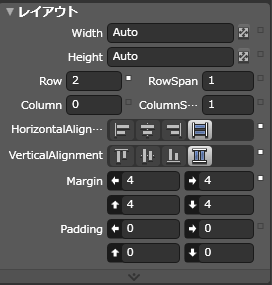 レイアウト
Width Auto
Height Auto
Row 2 RowSpan 1
Column 0 ColumnS··· 1
HorizontalAlign···
VerticalAlignment
Margin 4 4
4 4
Padding 0 0
0 0